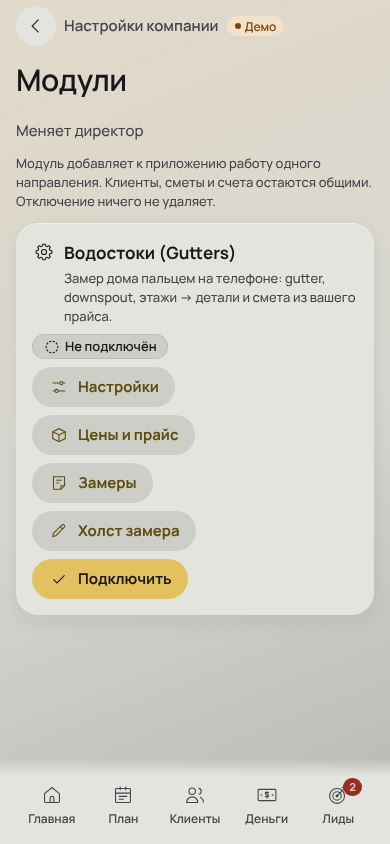 Настройки компании
Демо
Модули
Меняет директор
Модуль добавляет к приложению работу одного
направления. Клиенты, сметы и счета остаются общими.
Отключение ничего не удаляет.
Водостоки (Gutters)
Замер дома пальцем на телефоне: gutter,
downspout, этажи → детали и смета из вашего
прайса.
Не подключён
Настройки
Цены и прайс
Замеры
Холст замера
Подключить
2
Главная
План
Клиенты
Деньги
Лиды